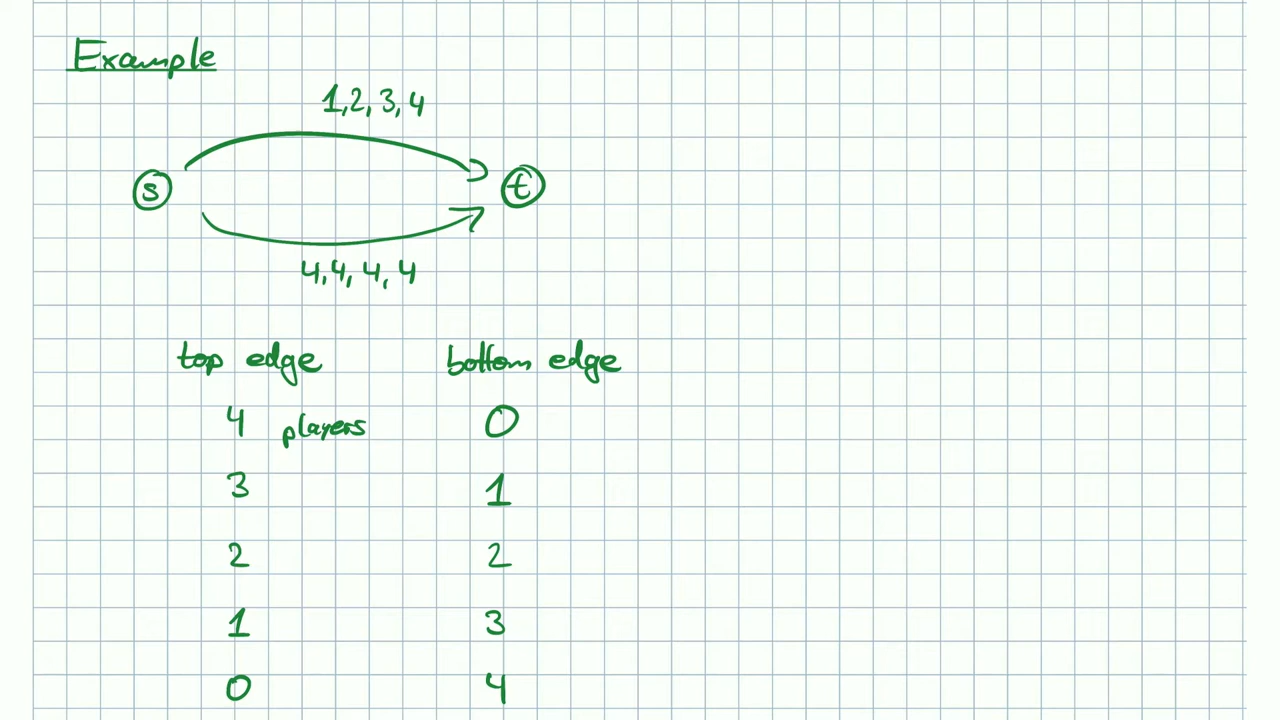 Example
1,2,3,4
s t
4,4,4,4
top edge bottom edge
4 players 0
3 1
2 2
1 3
0 4